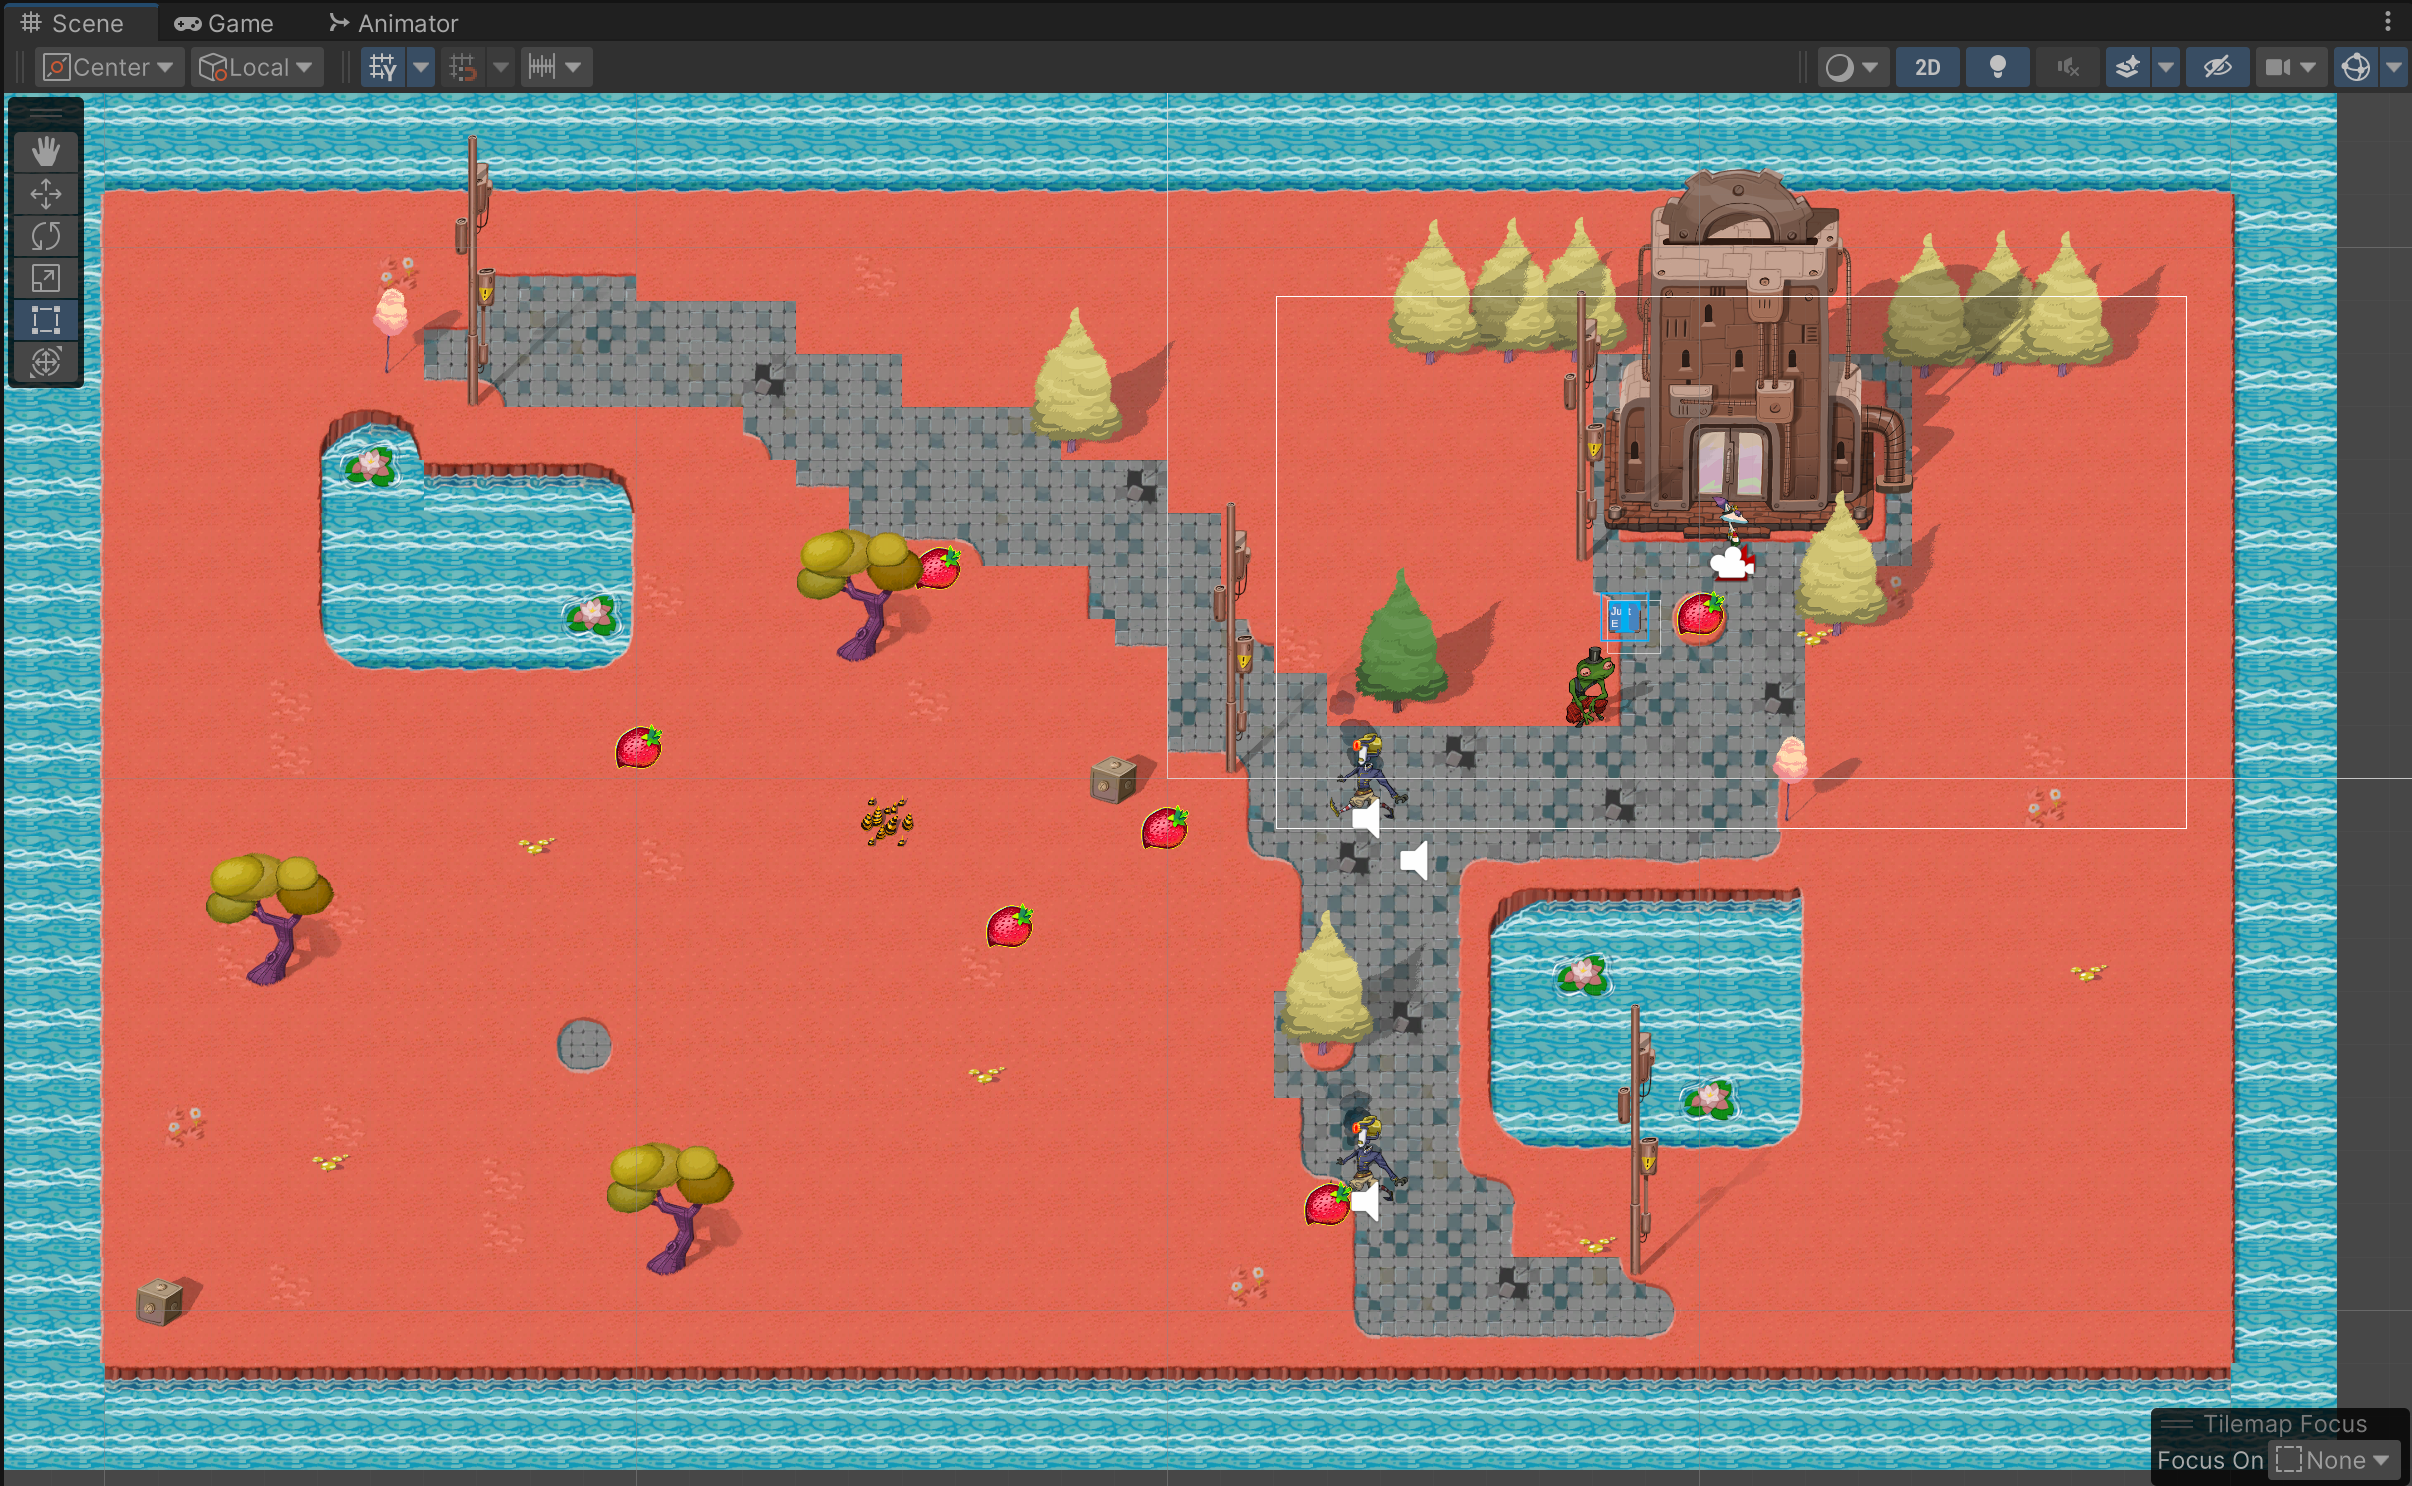 Scene
Game
Animator
Center
Local
2D
Tilemap Focus
Focus On
None